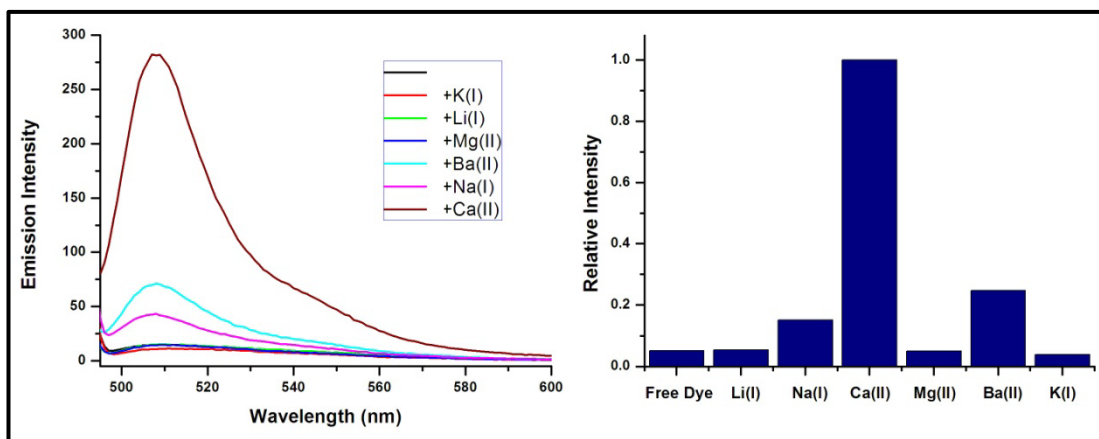 300
250
200
150
100
50
0
Emission Intensity
+K(I)
+Li(I)
+Mg(II)
+Ba(II)
+Na(I)
+Ca(II)
500 520 540 560 580 600
Wavelength (nm)
1.0
0.8
0.6
0.4
0.2
0.0
Relative Intensity
Free Dye Li(I) Na(I) Ca(II) Mg(II) Ba(II) K(I)